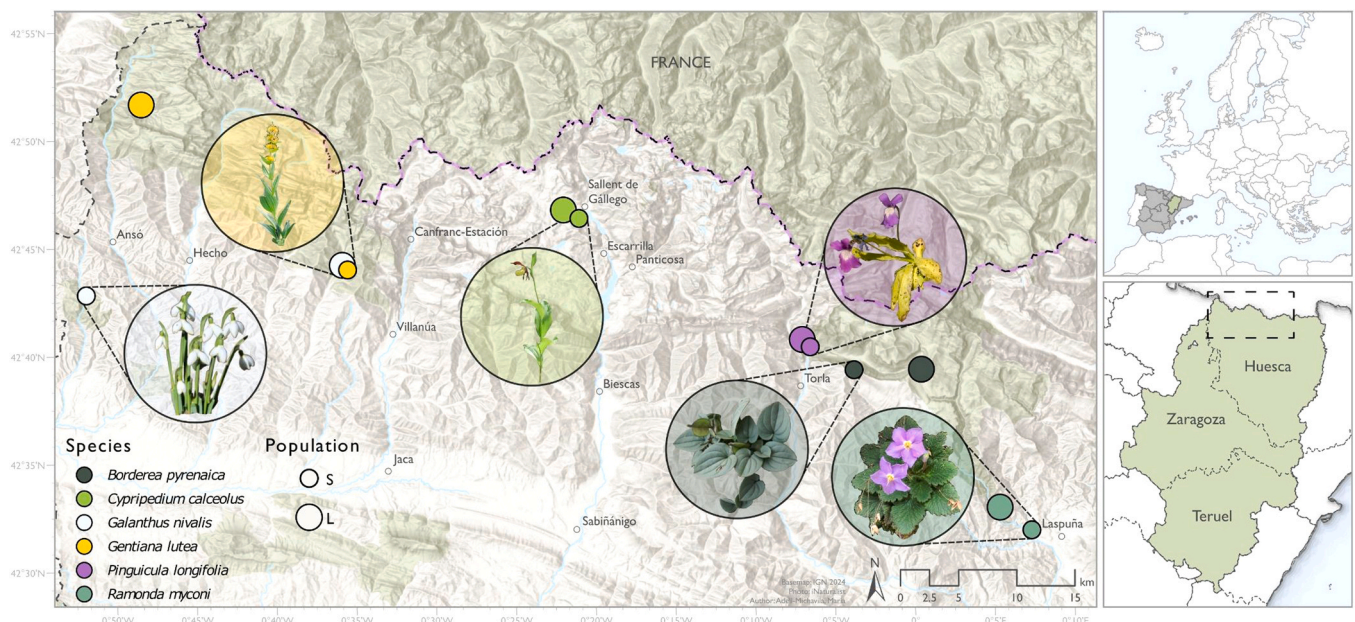 42°55'N
42°50'N
42°45'N
42°40'N
42°35'N
42°30'N
FRANCE
Sallent de
Gállego
Canfranc-Estación
Ansó
Hecho
Escarrilla
Panticosa
Villanúa
Torla
Biescas
Jaca
Sabiñánigo
Laspuña
Species
Borderea pyrenaica
Cypripedium calceolus
Galanthus nivalis
Gentiana lutea
Pinguicula longifolia
Ramonda myconi
Population
S
L
Basemap: IGN 2024
Photo: iNaturalist
N
0 2.5 5 10 15
km
Huesca
Zaragoza
Teruel
0°50'W
0°45'W
0°40'W
0°35'W
0°30'W
0°25'W
0°20'W
0°15'W
0°10'W
0°5'W
0°
0°5'E
0°10'E